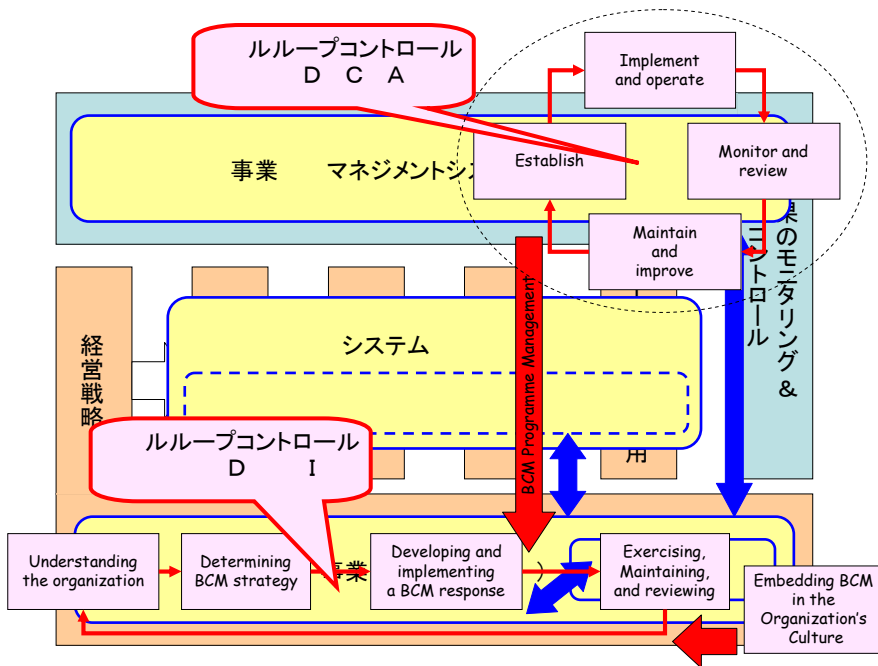 ルループコントロール
D C A
Implement
and operate
Establish
Monitor and
review
Maintain
and
improve
事業 マネジメントシス
果のモニタリング &
コントロール
BCM Programme Management
経営戦略
システム
用
ルループコントロール
D I
Understanding
the organization
Determining
BCM strategy
事業
Developing and
implementing
a BCM response
)
Exercising,
Maintaining,
and reviewing
Embedding BCM
in the
Organization's
Culture